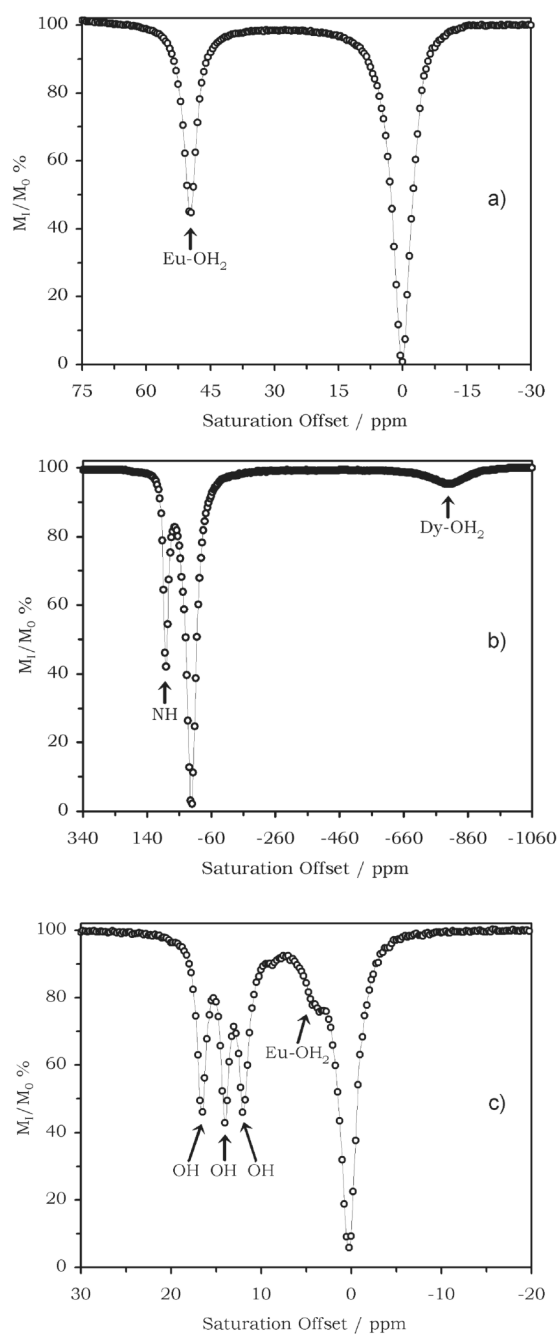 100
80
60
40
20
0
M_I/M_0 %
a)
Eu-OH₂
75 60 45 30 15 0 -15 -30
Saturation Offset / ppm
100
80
60
40
20
0
M_I/M_0 %
Dy-OH₂
b)
NH
340 140 -60 -260 -460 -660 -860 -1060
Saturation Offset / ppm
100
80
60
40
20
0
M_I/M_0 %
Eu-OH₂
c)
OH OH OH
30 20 10 0 -10 -20
Saturation Offset / ppm